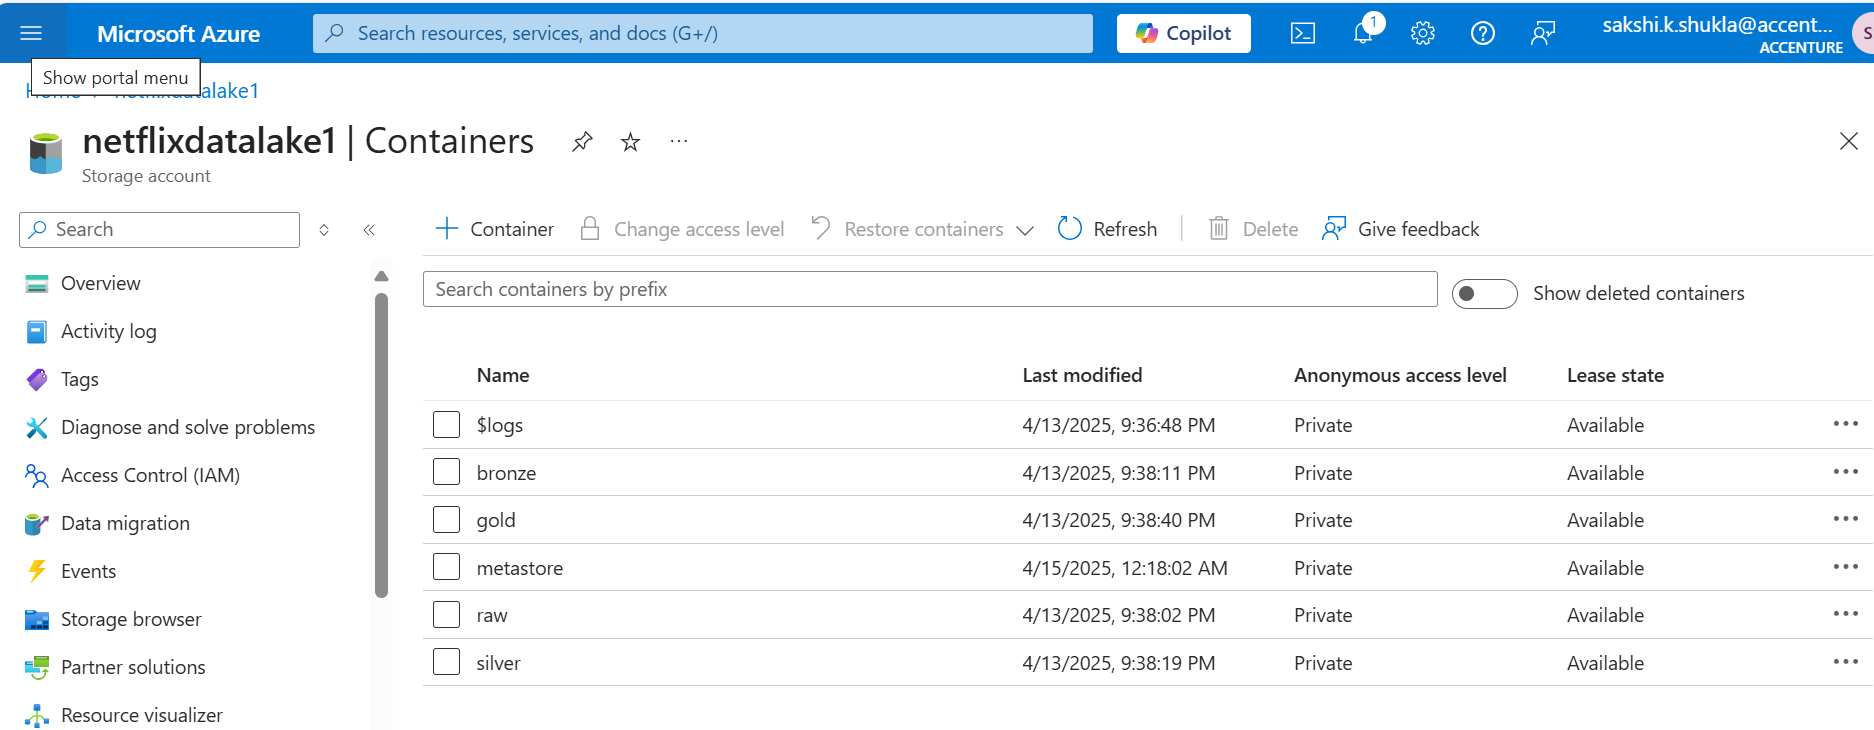 Microsoft Azure
Search resources, services, and docs (G+/)
Copilot
1
sakshi.k.shukla@accent...
ACCENTURE
S
Show portal menu
netflixdatalake1
netflixdatalake1 | Containers
Storage account
Search
Container
Change access level
Restore containers
Refresh
Delete
Give feedback
Search containers by prefix
Show deleted containers
Overview
Activity log
Tags
Diagnose and solve problems
Access Control (IAM)
Data migration
Events
Storage browser
Partner solutions
Resource visualizer
Name Last modified Anonymous access level Lease state
$logs 4/13/2025, 9:36:48 PM Private Available
bronze 4/13/2025, 9:38:11 PM Private Available
gold 4/13/2025, 9:38:40 PM Private Available
metastore 4/15/2025, 12:18:02 AM Private Available
raw 4/13/2025, 9:38:02 PM Private Available
silver 4/13/2025, 9:38:19 PM Private Available